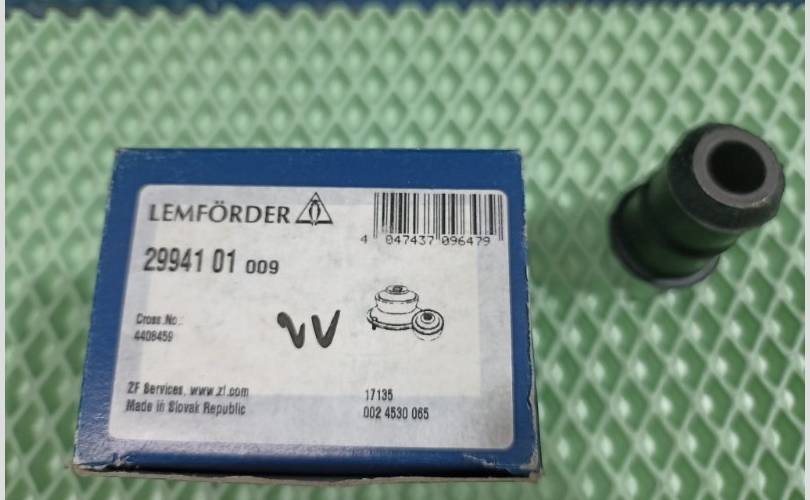 LEMFÖRDER
4 047437 096479
29941 01 009
Cross.No.:
4408459
VV
ZF Services, www.zf.com
Made in Slovak Republic
17135
002 4530 065